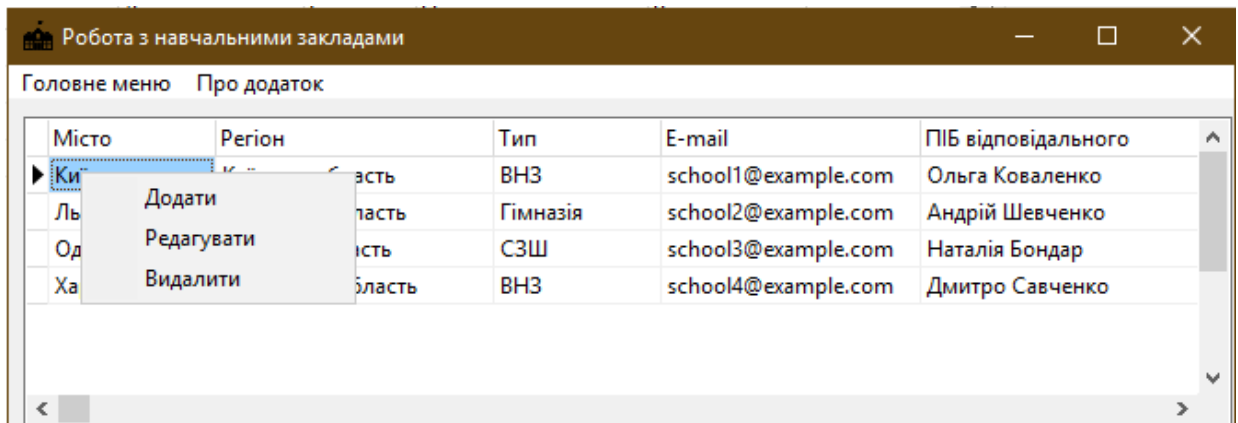 Робота з навчальними закладами
Головне меню Про додаток
Місто Регіон Тип E-mail ПІБ відповідального
ВНЗ school1@example.com Ольга Коваленко
Гімназія school2@example.com Андрій Шевченко
СЗШ school3@example.com Наталія Бондар
ВНЗ school4@example.com Дмитро Савченко
Додати
Редагувати
Видалити